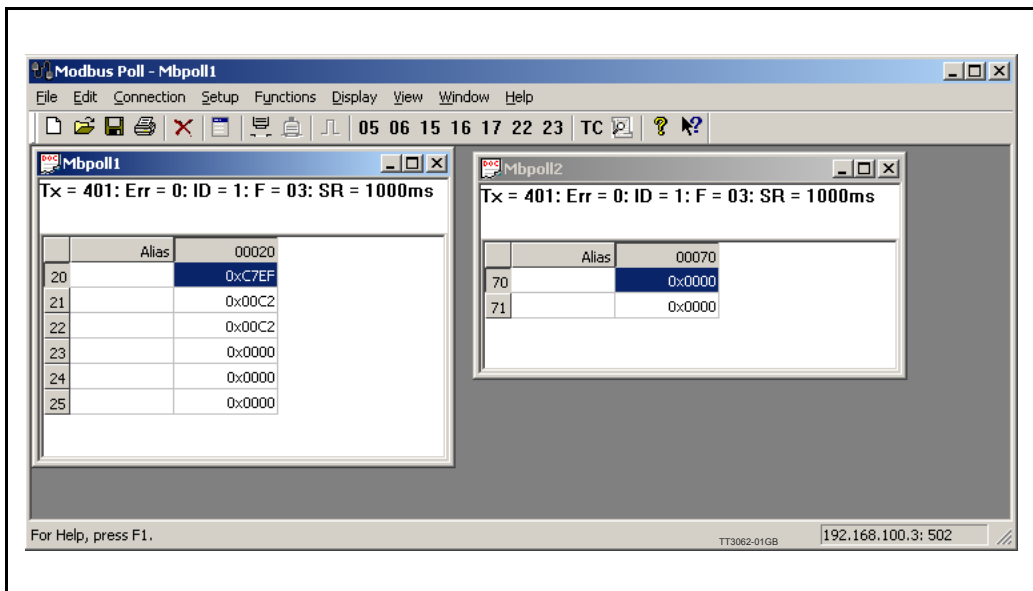 Modbus Poll - Mbpoll1
File Edit Connection Setup Functions Display View Window Help
05 06 15 16 17 22 23 TC
Mbpoll1
Tx = 401: Err = 0: ID = 1: F = 03: SR = 1000ms
Alias 00020
20 0xC7EF
21 0x00C2
22 0x00C2
23 0x0000
24 0x0000
25 0x0000
Mbpoll2
Tx = 401: Err = 0: ID = 1: F = 03: SR = 1000ms
Alias 00070
70 0x0000
71 0x0000
For Help, press F1.
TT3062-01GB
192.168.100.3: 502